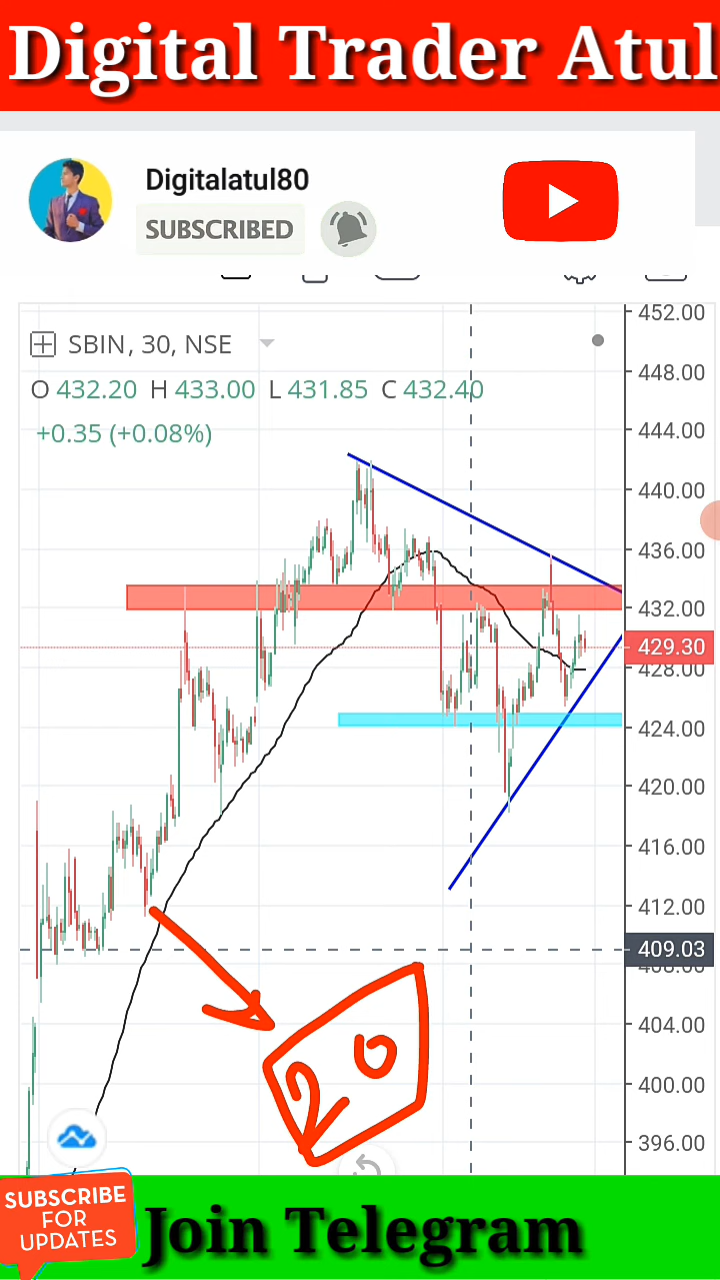 Digital Trader Atul
Digitalatul80
SUBSCRIBED
SBIN, 30, NSE
O 432.20 H 433.00 L 431.85 C 432.40
+0.35 (+0.08%)
452.00
448.00
444.00
440.00
436.00
432.00
429.30
428.00
424.00
420.00
416.00
412.00
409.03
408.00
404.00
400.00
396.00
20
SUBSCRIBE
FOR
UPDATES
Join Telegram